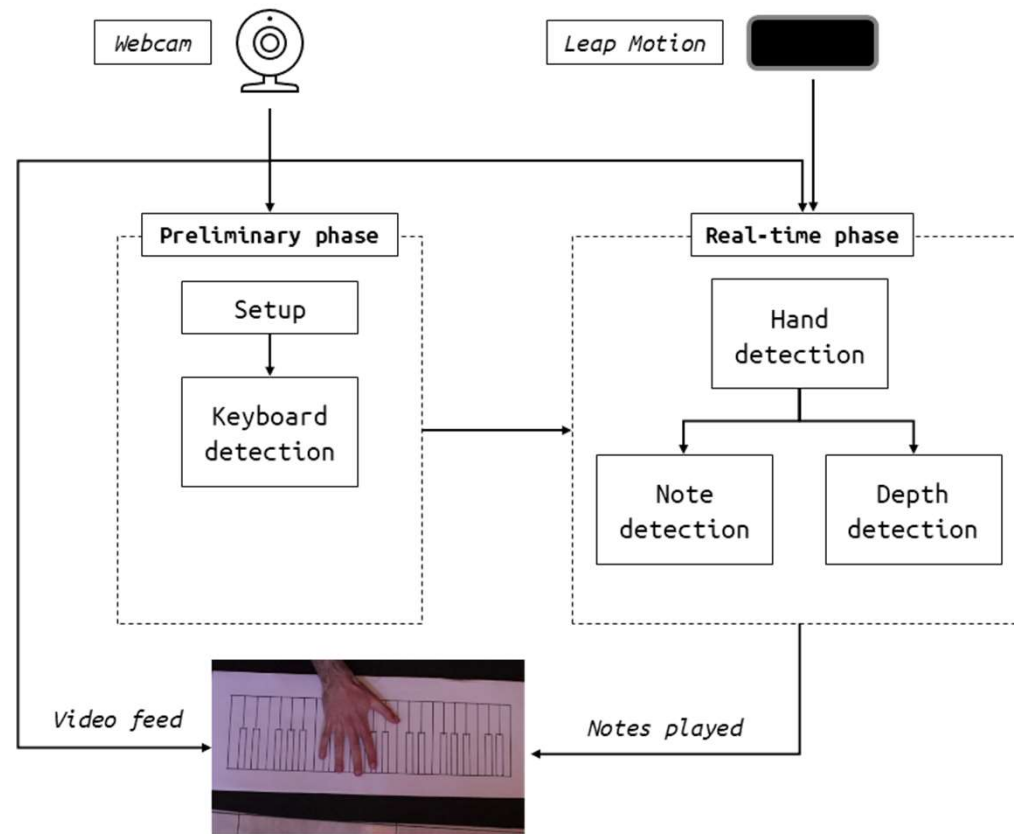 Webcam
Leap Motion
Preliminary phase
Real-time phase
Setup
Keyboard
detection
Hand
detection
Note
detection
Depth
detection
Video feed
Notes played